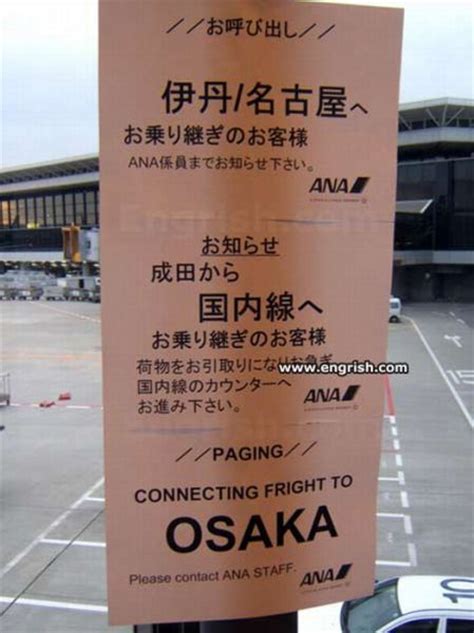 //お呼び出し//
伊丹/名古屋へ
お乗り継ぎのお客様
ANA係員までお知らせ下さい。
ANA
お知らせ
成田から
国内線へ
お乗り継ぎのお客様
荷物をお引取りになりお急ぎ
www.engrish.com
国内線のカウンターへ
お進み下さい。
ANA
//PAGING//
CONNECTING FRIGHT TO
OSAKA
Please contact ANA STAFF.
ANA
10